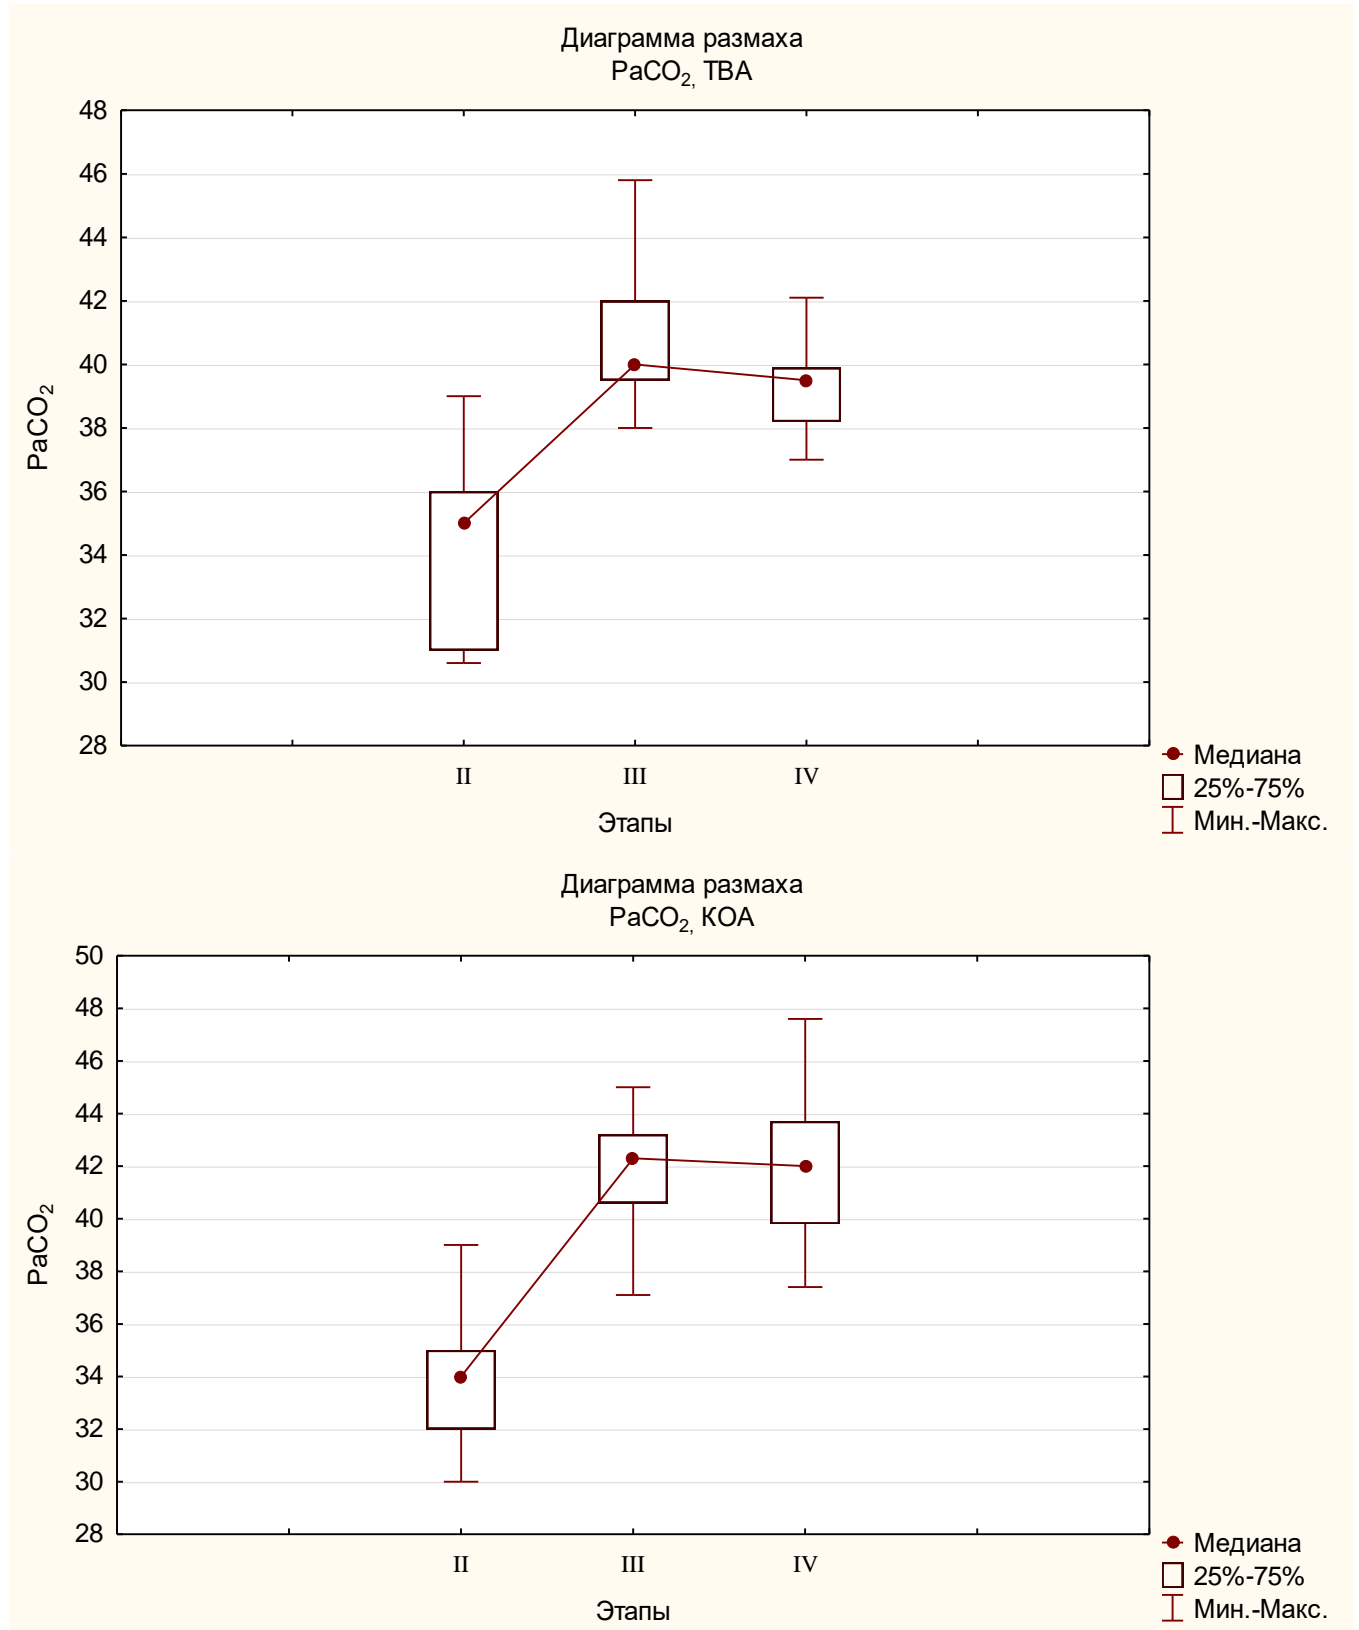 Диаграмма размаха
PaCO₂, ТВА
48
46
44
42
40
38
36
34
32
30
28
PaCO₂
II III IV
Этапы
Медиана
25%-75%
Мин.-Макс.
Диаграмма размаха
PaCO₂, КОА
50
48
46
44
42
40
38
36
34
32
30
28
PaCO₂
II III IV
Этапы
Медиана
25%-75%
Мин.-Макс.